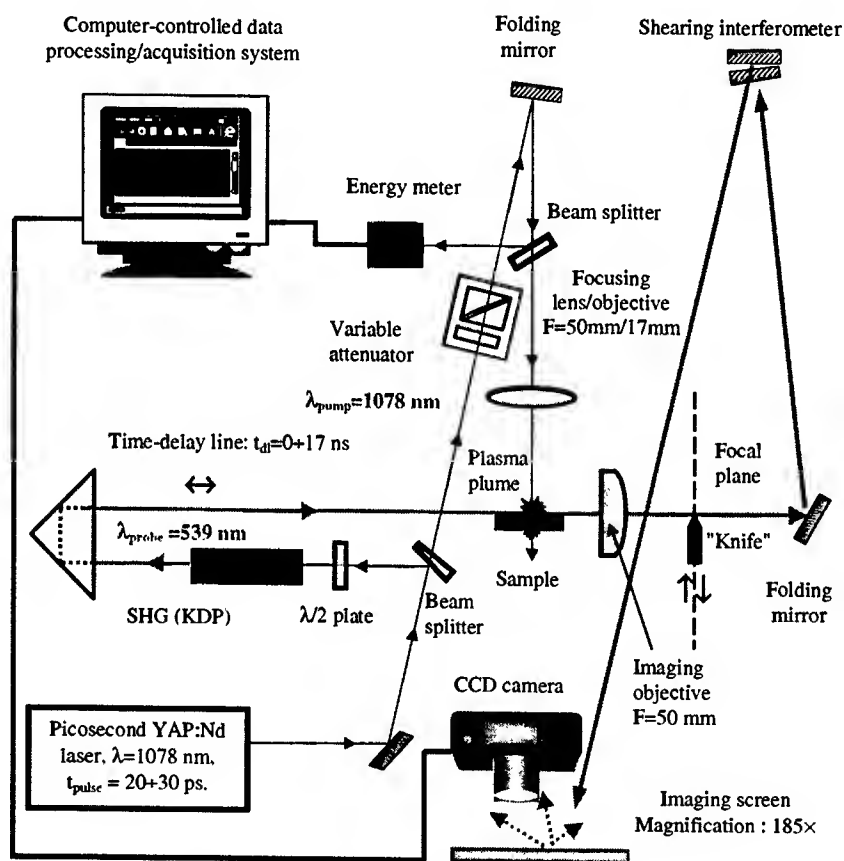 Computer-controlled data
processing/acquisition system
Folding
mirror
Shearing interferometer
Energy meter
Beam splitter
Focusing
lens/objective
F=50mm/17mm
Variable
attenuator
λpump=1078 nm
Time-delay line: tdl=0÷17 ns
Plasma
plume
Focal
plane
λprobe =539 nm
"Knife"
SHG (KDP)
λ/2 plate
Beam
splitter
Sample
Folding
mirror
Imaging
objective
F=50 mm
CCD camera
Picosecond YAP:Nd
laser, λ=1078 nm,
tpulse = 20÷30 ps.
Imaging screen
Magnification : 185×